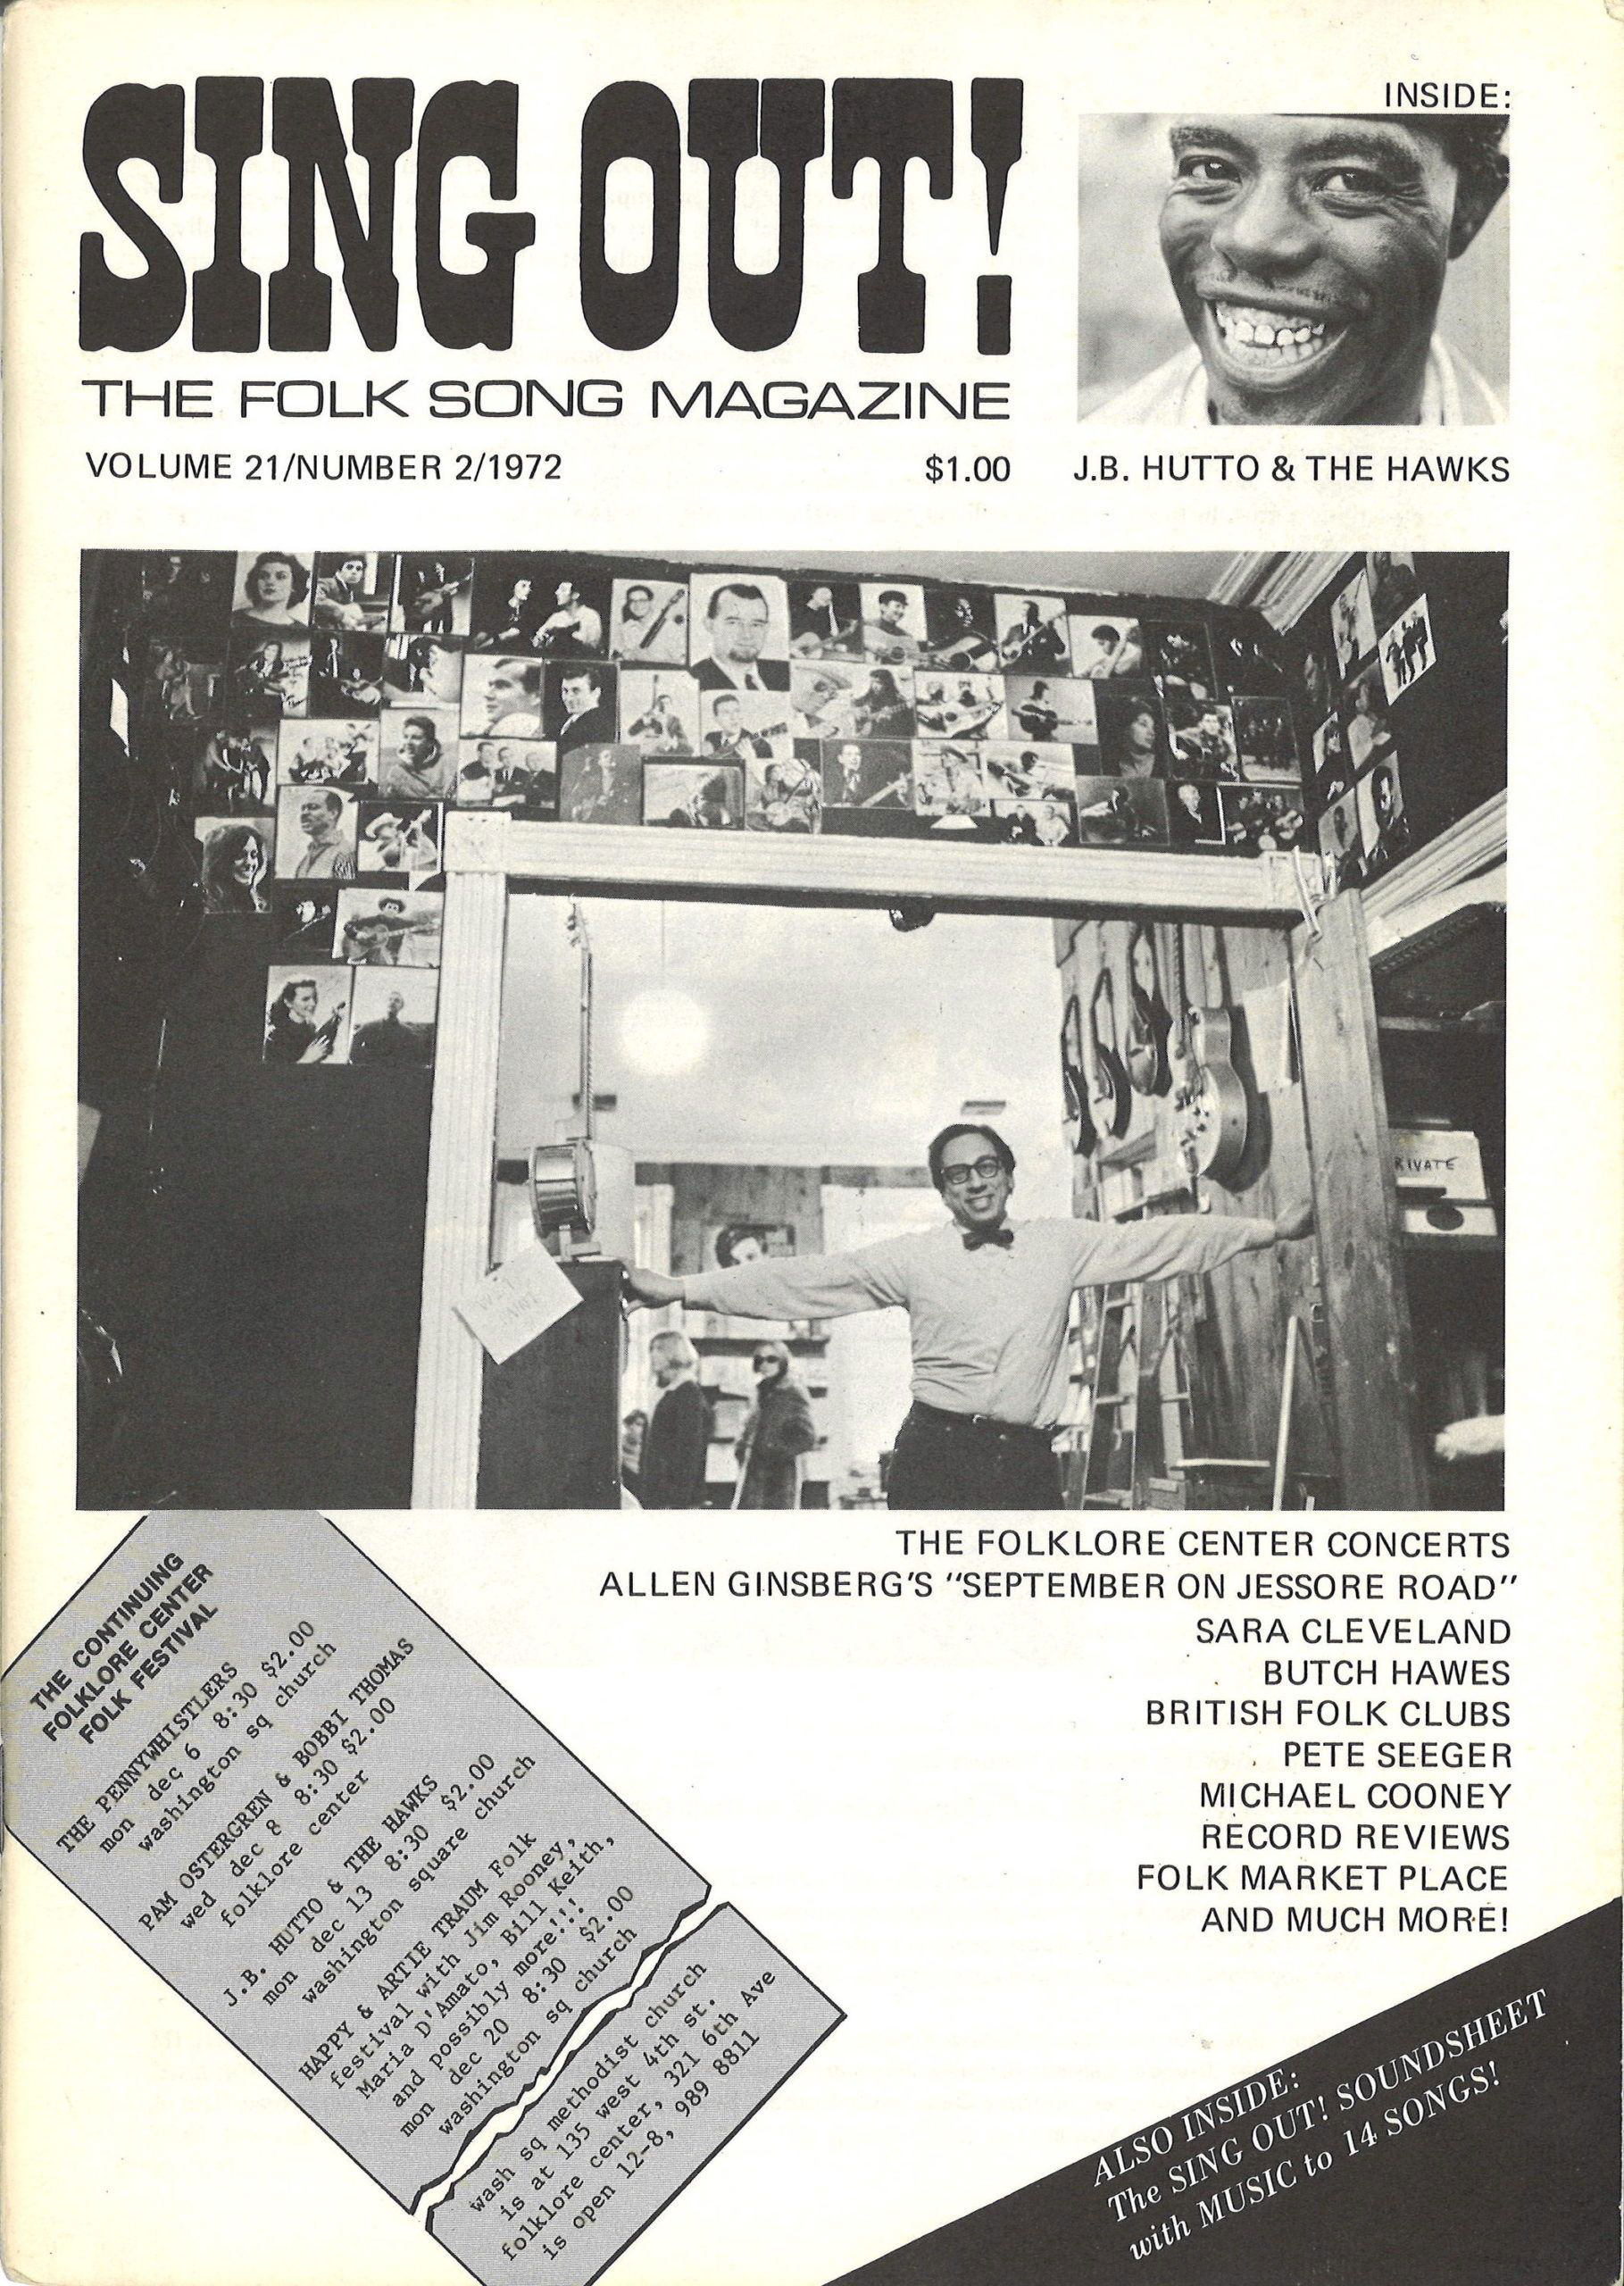 SING OUT!
THE FOLK SONG MAGAZINE
VOLUME 21/NUMBER 2/1972
$1.00
INSIDE:
J.B. HUTTO & THE HAWKS
RIVATE
THE FOLKLORE CENTER CONCERTS
ALLEN GINSBERG'S "SEPTEMBER ON JESSORE ROAD"
SARA CLEVELAND
BUTCH HAWES
BRITISH FOLK CLUBS
PETE SEEGER
MICHAEL COONEY
RECORD REVIEWS
FOLK MARKET PLACE
AND MUCH MORE!
THE CONTINUING
FOLKLORE CENTER
FOLK FESTIVAL
THE PENNYWHISTLERS
mon dec 6 8:30 $2.00
washington sq church
PAM OSTERGREN & BOBBI THOMAS
wed dec 8 8:30 $2.00
folklore center
J.B. HUTTO & THE HAWKS
mon dec 13 8:30 $2.00
washington square church
HAPPY & ARTIE TRAUM Folk
festival with Jim Rooney,
Maria D'Amato, Bill Keith,
and possibly more!!!
mon dec 20 8:30 $2.00
washington sq church
wash sq methodist church
is at 135 west 4th st.
folklore center, 321 6th Ave
is open 12-8, 989 8811
ALSO INSIDE:
The SING OUT! SOUNDSHEET
with MUSIC to 14 SONGS!